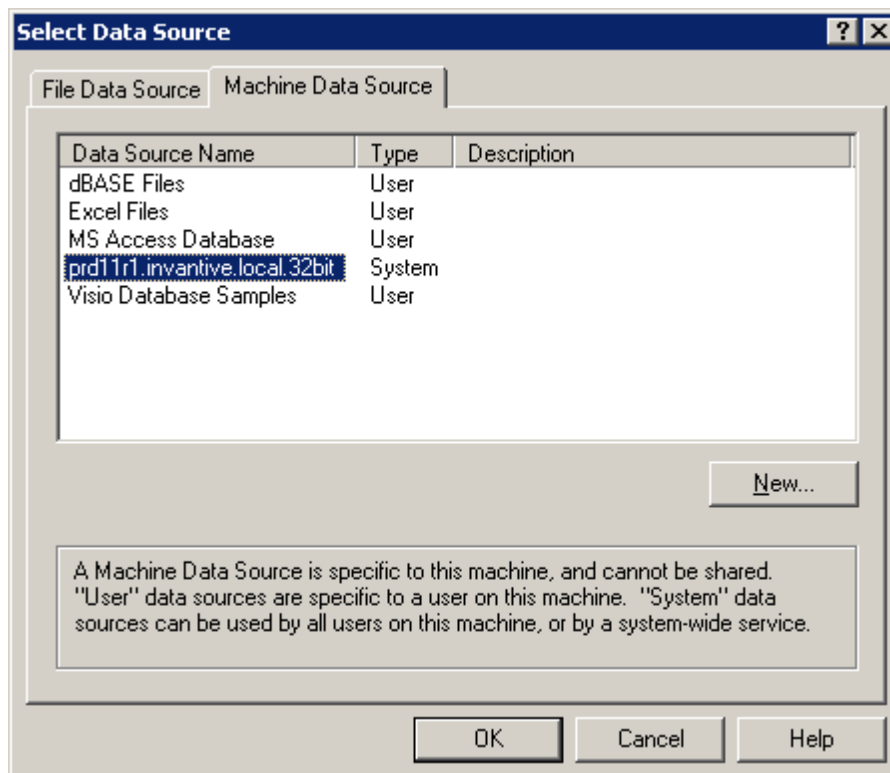 Select Data Source
File Data Source Machine Data Source
Data Source Name Type Description
dBASE Files User
Excel Files User
MS Access Database User
prd11r1.invantive.local.32bit System
Visio Database Samples User
New...
A Machine Data Source is specific to this machine, and cannot be shared.
"User" data sources are specific to a user on this machine. "System" data
sources can be used by all users on this machine, or by a system-wide service.
OK Cancel Help